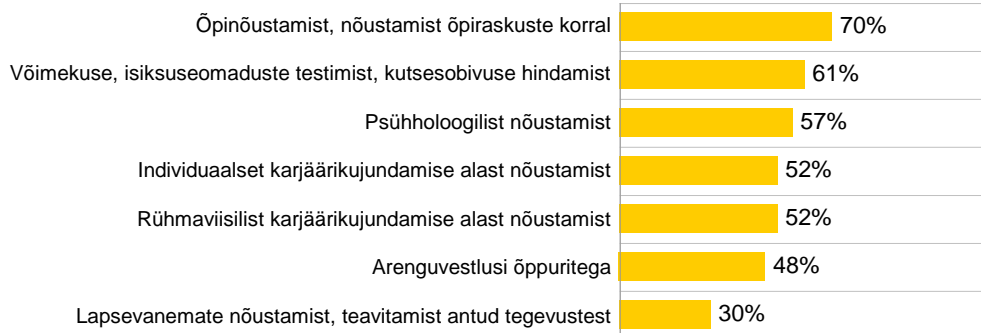 Õpinõustamist, nõustamist õpiraskuste korral 70%
Võimekuse, isiksuseomaduste testimist, kutsesobivuse hindamist 61%
Psühholoogilist nõustamist 57%
Individuaalset karjäärikujundamise alast nõustamist 52%
Rühmaviisilist karjäärikujundamise alast nõustamist 52%
Arenguvestlusi õppuritega 48%
Lapsevanemate nõustamist, teavitamist antud tegevustest 30%